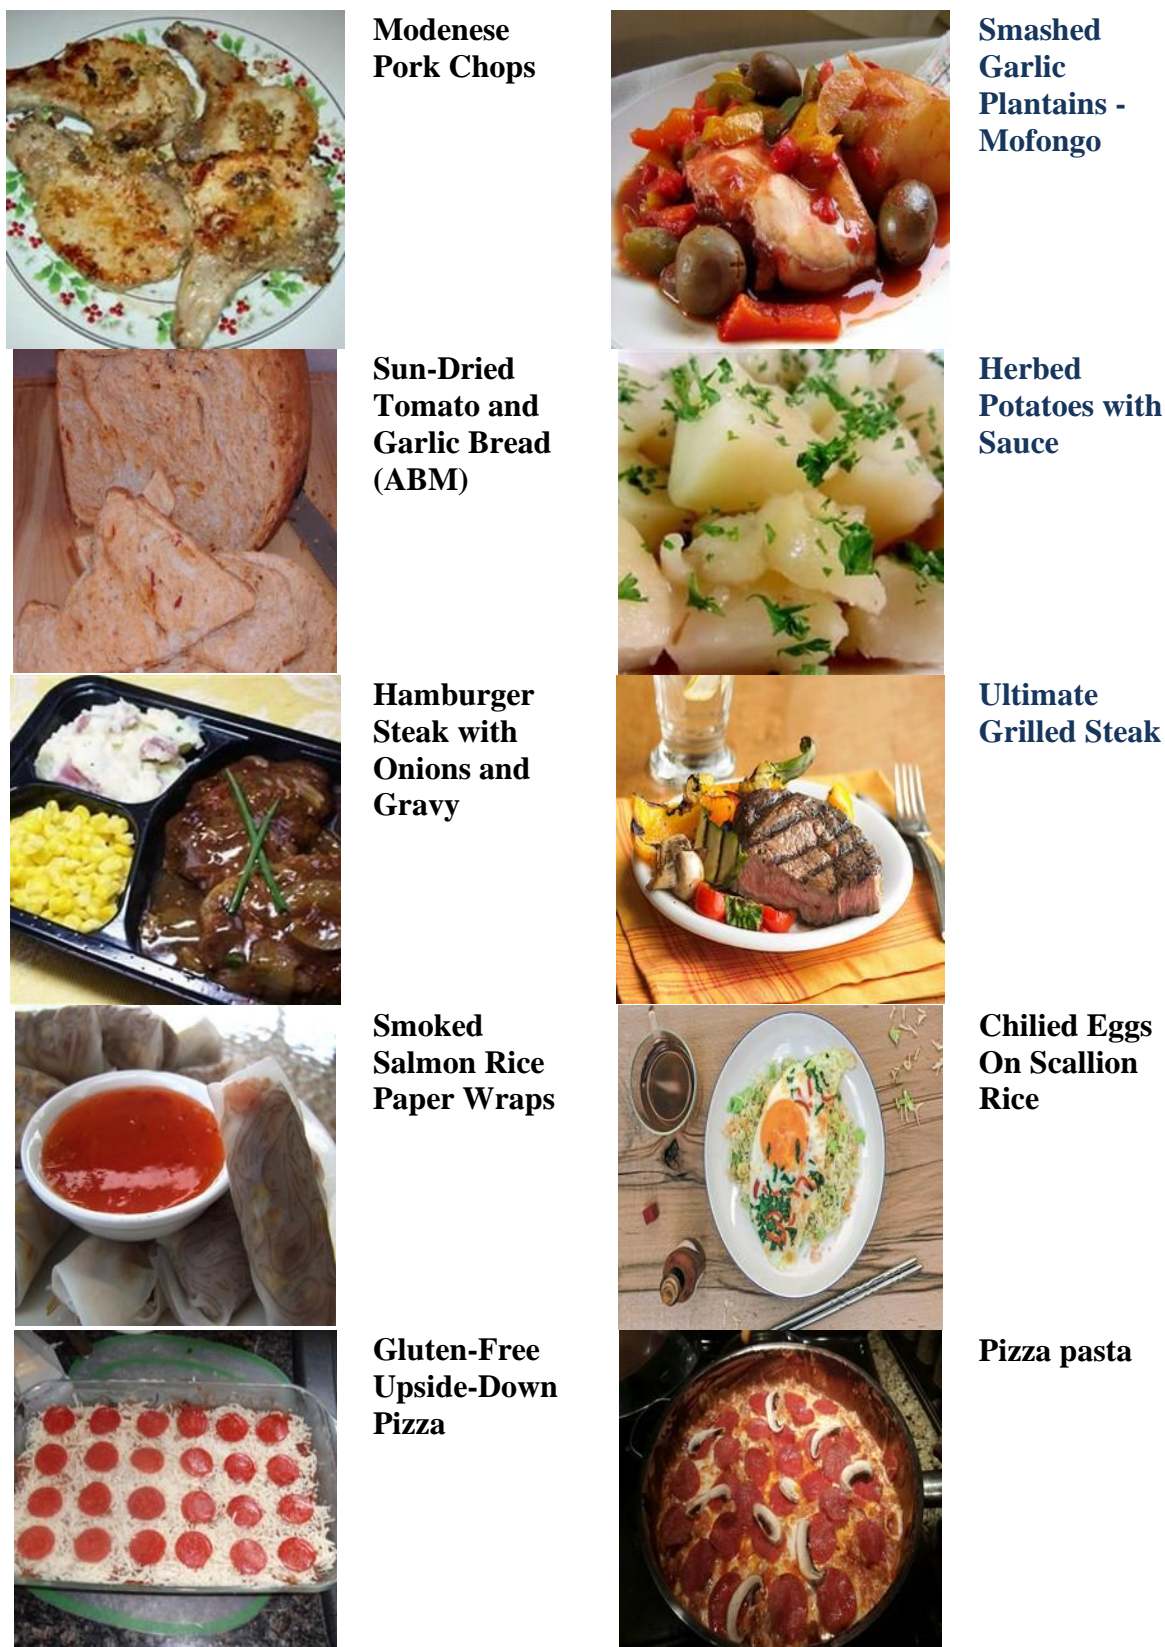 Modenese
Pork Chops
Smashed
Garlic
Plantains -
Mofongo
Sun-Dried
Tomato and
Garlic Bread
(ABM)
Herbed
Potatoes with
Sauce
Hamburger
Steak with
Onions and
Gravy
Ultimate
Grilled Steak
Smoked
Salmon Rice
Paper Wraps
Chilied Eggs
On Scallion
Rice
Gluten-Free
Upside-Down
Pizza
Pizza pasta